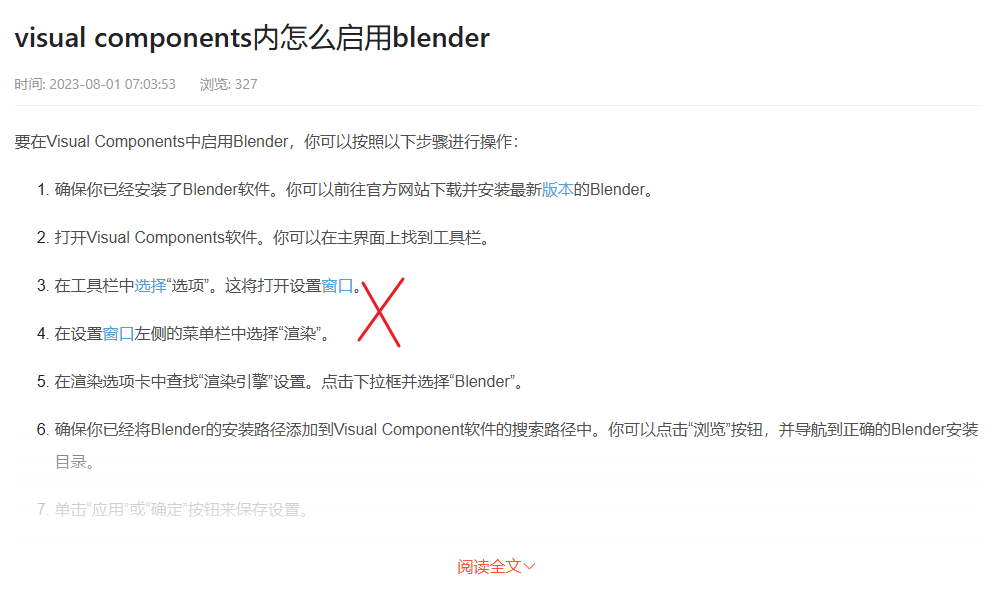 visual components内怎么启用blender
时间: 2023-08-01 07:03:53 浏览: 327
要在Visual Components中启用Blender，你可以按照以下步骤进行操作：
1. 确保你已经安装了Blender软件。你可以前往官方网站下载并安装最新版本的Blender。
2. 打开Visual Components软件。你可以在主界面上找到工具栏。
3. 在工具栏中选择“选项”。这将打开设置窗口。
4. 在设置窗口左侧的菜单栏中选择“渲染”。
5. 在渲染选项卡中查找“渲染引擎”设置。点击下拉框并选择“Blender”。
6. 确保你已经将Blender的安装路径添加到Visual Component软件的搜索路径中。你可以点击“浏览”按钮，并导航到正确的Blender安装
目录。
7. 单击“应用”或“确定”按钮来保存设置。
阅读全文